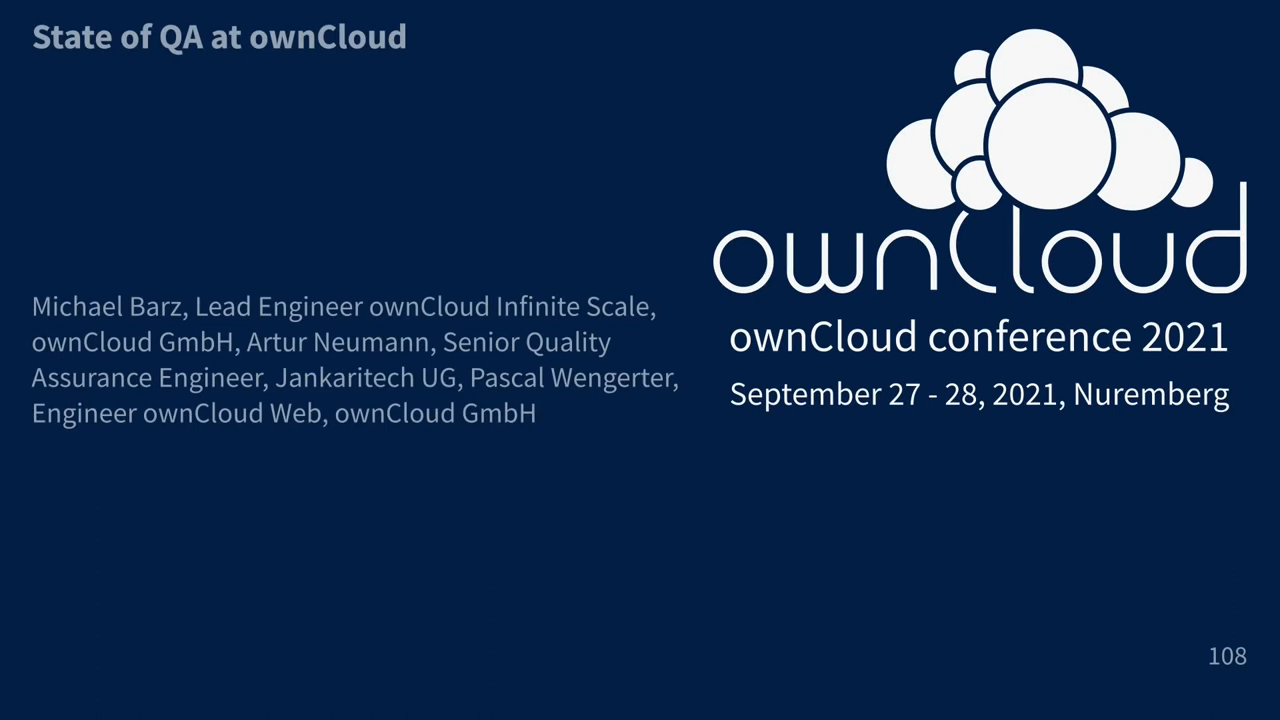 State of QA at ownCloud
Michael Barz, Lead Engineer ownCloud Infinite Scale,
ownCloud GmbH, Artur Neumann, Senior Quality
Assurance Engineer, Jankaritech UG, Pascal Wengerter,
Engineer ownCloud Web, ownCloud GmbH
ownCloud
ownCloud conference 2021
September 27 - 28, 2021, Nuremberg
108